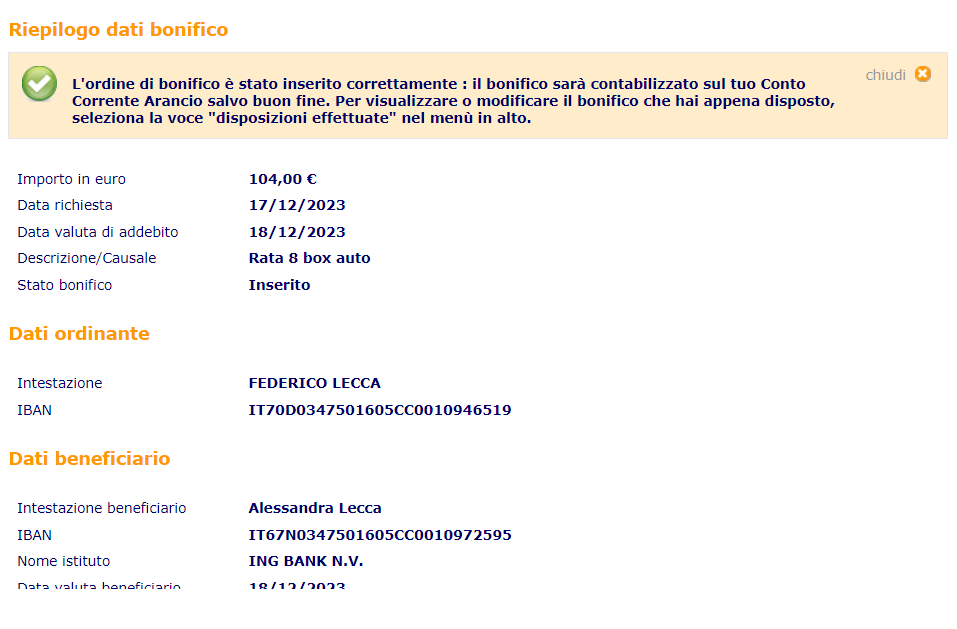 Riepilogo dati bonifico
chiudi
L'ordine di bonifico è stato inserito correttamente : il bonifico sarà contabilizzato sul tuo Conto
Corrente Arancio salvo buon fine. Per visualizzare o modificare il bonifico che hai appena disposto,
seleziona la voce "disposizioni effettuate" nel menù in alto.
Importo in euro 104,00 €
Data richiesta 17/12/2023
Data valuta di addebito 18/12/2023
Descrizione/Causale Rata 8 box auto
Stato bonifico Inserito
Dati ordinante
Intestazione FEDERICO LECCA
IBAN IT70D0347501605CC0010946519
Dati beneficiario
Intestazione beneficiario Alessandra Lecca
IBAN IT67N0347501605CC0010972595
Nome istituto ING BANK N.V.
Data valuta beneficiario 18/12/2023